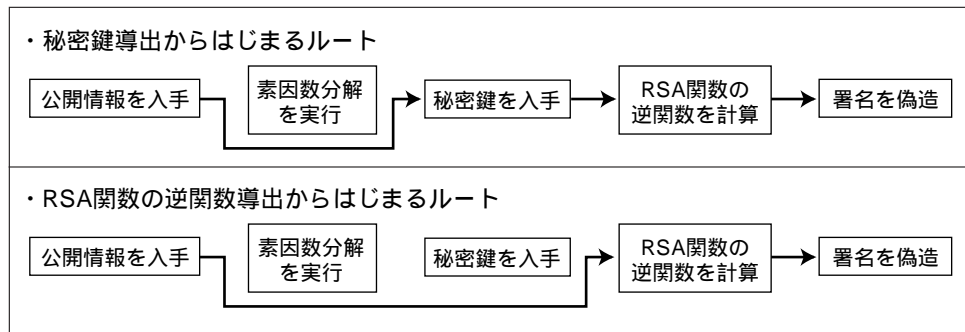 ・秘密鍵導出からはじまるルート
公開情報を入手
素因数分解
を実行
秘密鍵を入手
RSA関数の
逆関数を計算
署名を偽造
・RSA関数の逆関数導出からはじまるルート
公開情報を入手
素因数分解
を実行
秘密鍵を入手
RSA関数の
逆関数を計算
署名を偽造